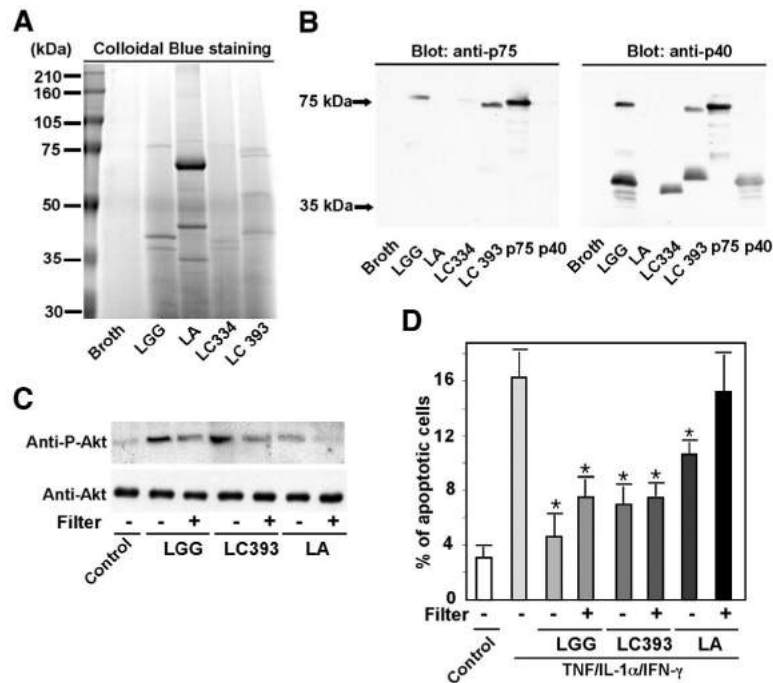 A
(kDa) Colloidal Blue staining
210
160
105
75
50
35
30
Broth LGG LA LC334 LC 393
B
Blot: anti-p75 Blot: anti-p40
75 kDa
35 kDa
Broth LGG LA LC334 LC 393 p75 p40 Broth LGG LA LC334 LC 393 p75 p40
C
Anti-P-Akt
Anti-Akt
Filter - - + - + - +
Control LGG LC393 LA
D
% of apoptotic cells
16
12
8
4
0
* * * * *
Filter - - - + - + - +
Control LGG LC393 LA
TNF/IL-1α/IFN-γ